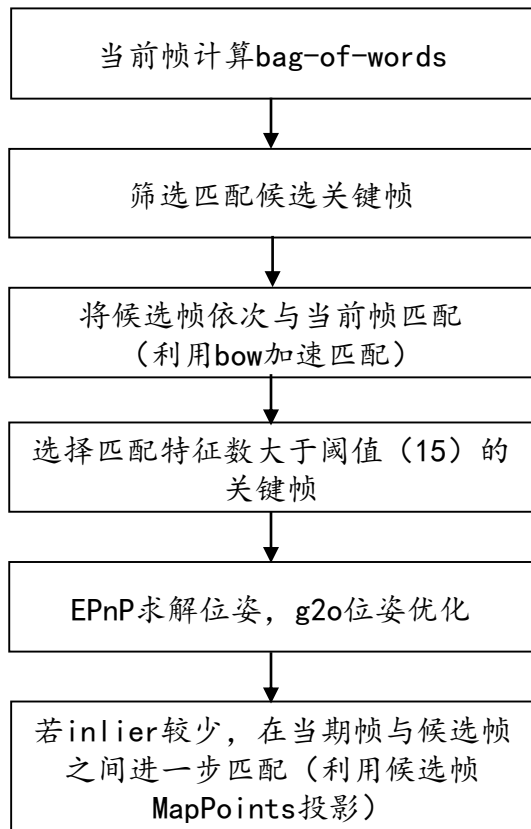 当前帧计算bag-of-words
筛选匹配候选关键帧
将候选帧依次与当前帧匹配
（利用bow加速匹配）
选择匹配特征数大于阈值（15）的
关键帧
EPnP求解位姿，g2o位姿优化
若inlier较少，在当期帧与候选帧
之间进一步匹配（利用候选帧
MapPoints投影）